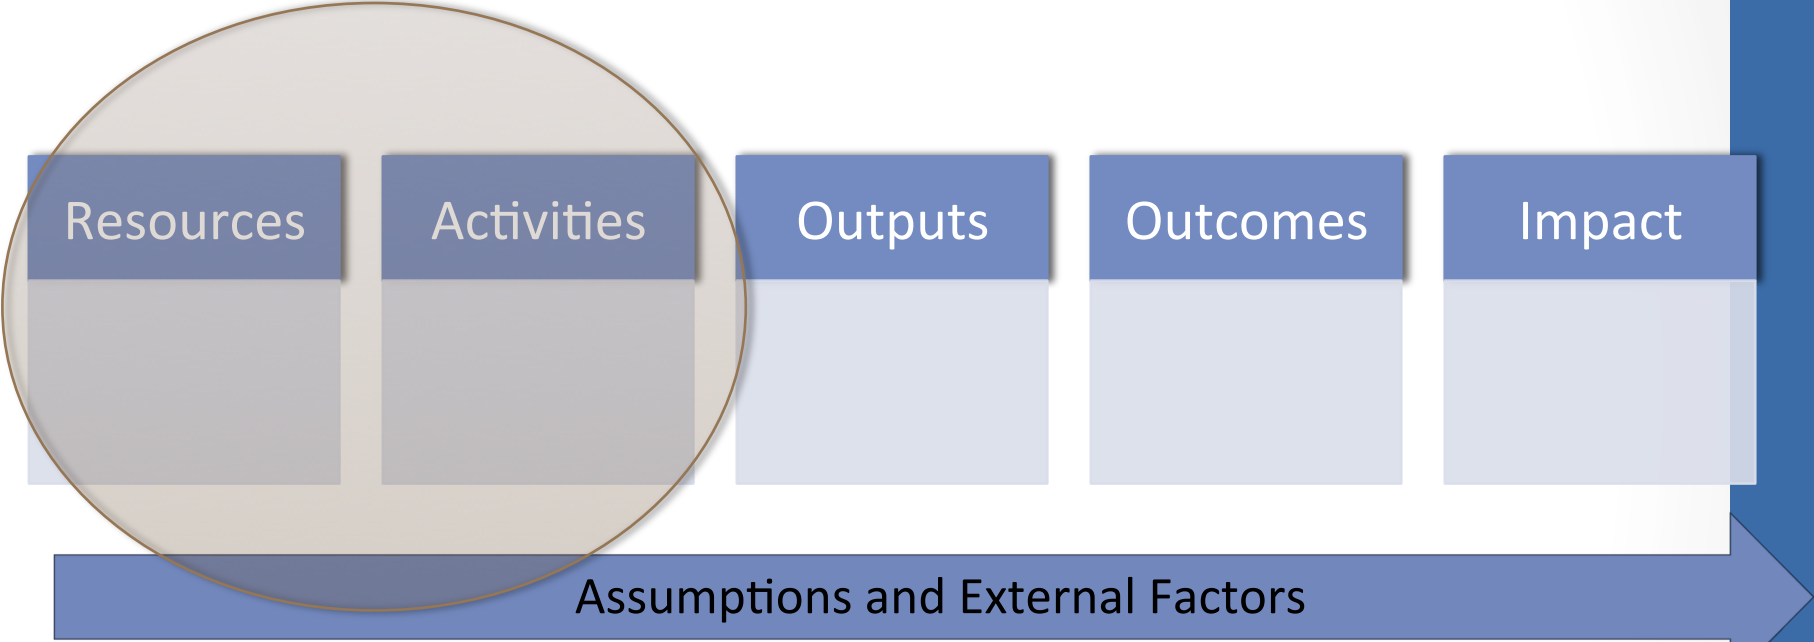 Resources
Activities
Outputs
Outcomes
Impact
Assumptions and External Factors